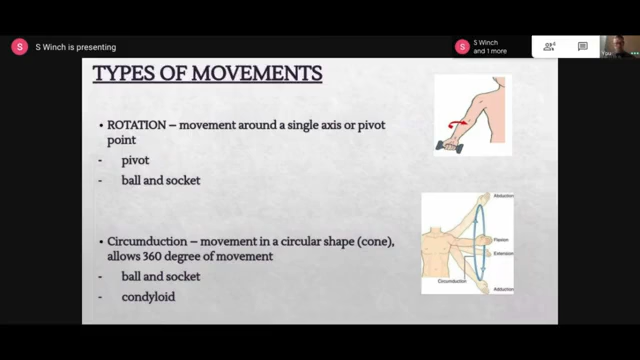 S
S Winch is presenting
S
S Winch
and 1 more
You
TYPES OF MOVEMENTS
• ROTATION – movement around a single axis or pivot
point
- pivot
- ball and socket
• Circumduction – movement in a circular shape (cone),
allows 360 degree of movement
- ball and socket
- condyloid
Abduction
Flexion
Extension
Circumduction
Adduction